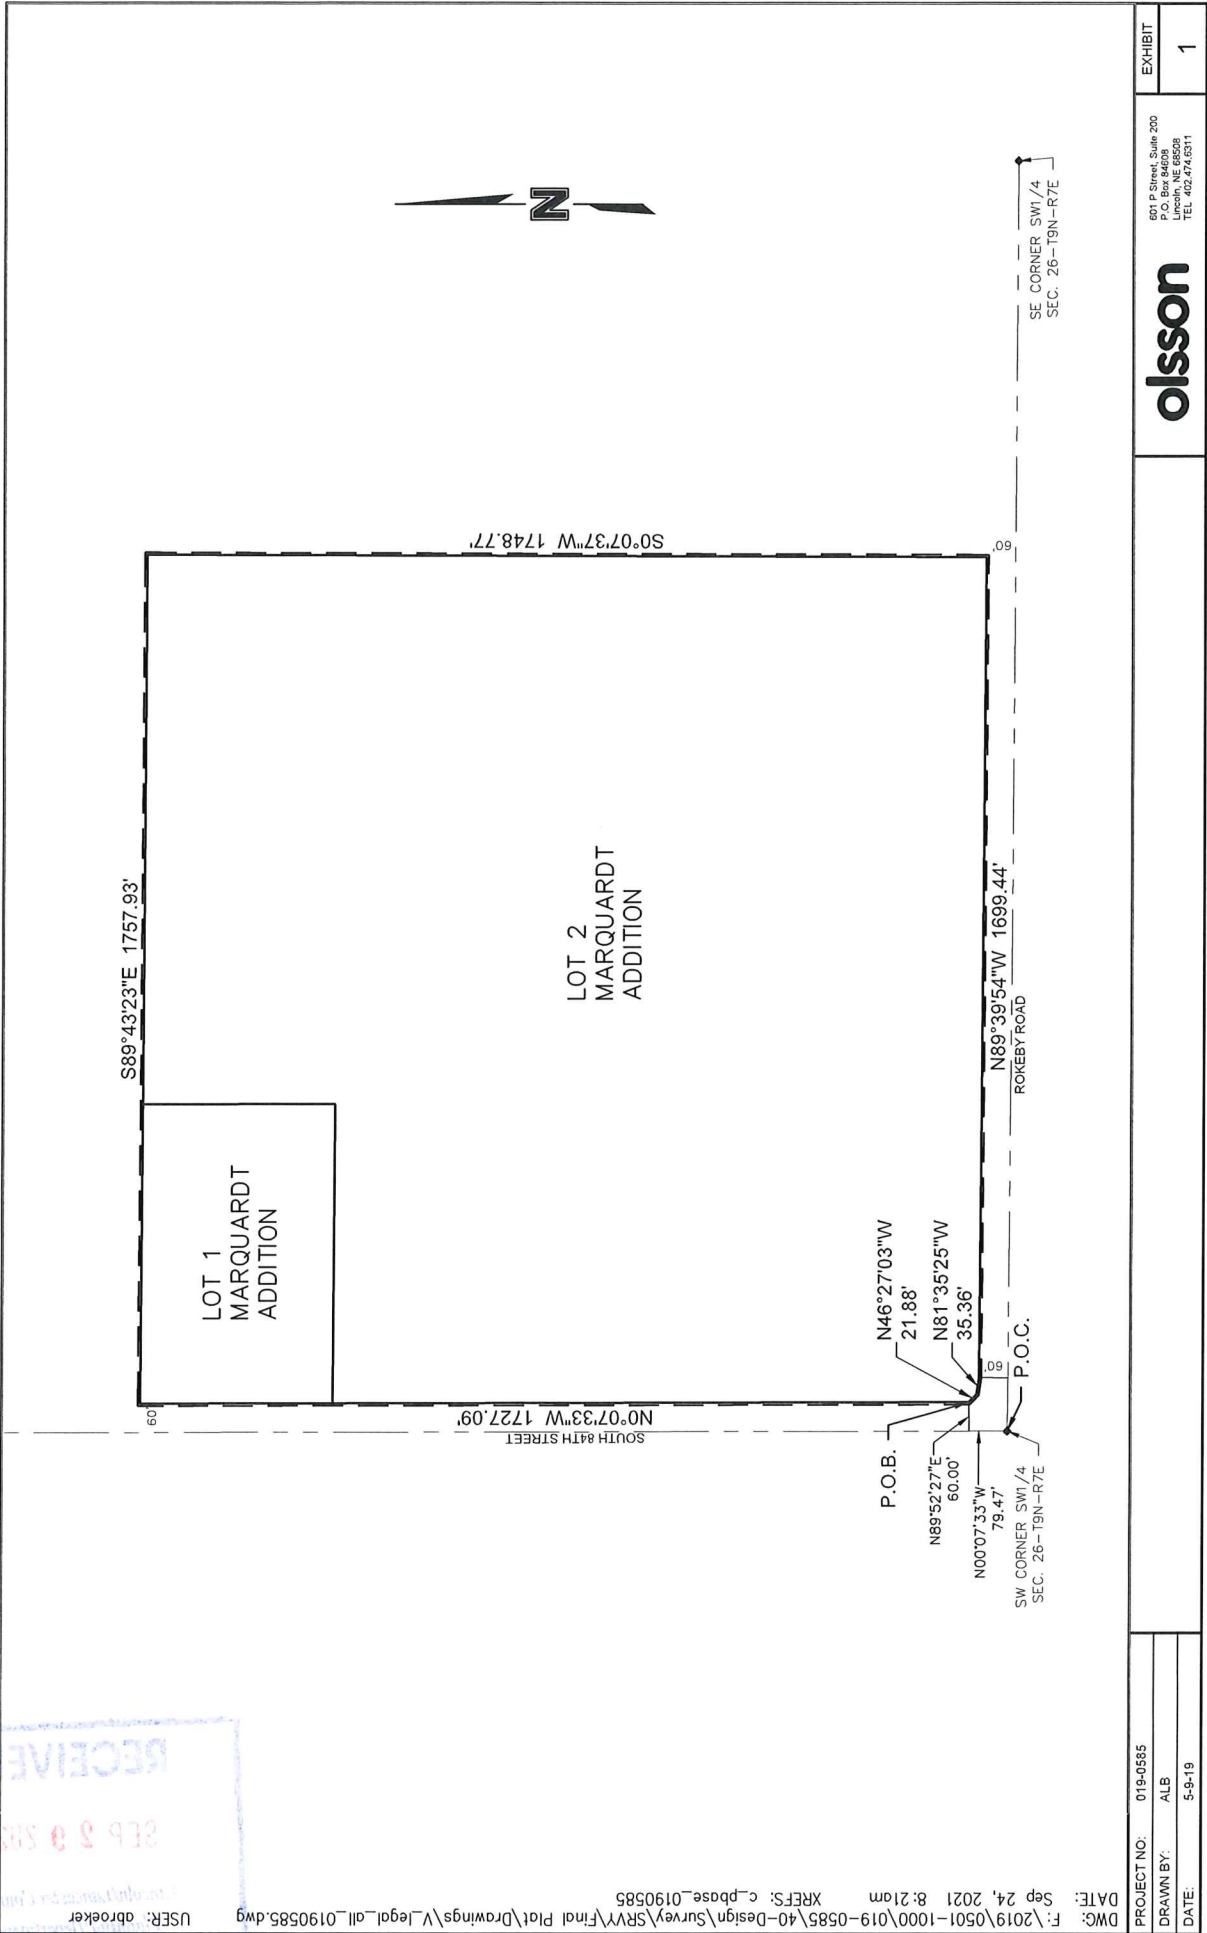 S89°43'23"E 1757.93'
60'
LOT 1
MARQUARDT
ADDITION
LOT 2
MARQUARDT
ADDITION
S0°07'37"W 1748.77'
N0°07'33"W 1727.09'
SOUTH 84TH STREET
N
P.O.B.
N89°52'27"E
60.00'
N00°07'33"W
79.47'
SW CORNER SW1/4
SEC. 26-T9N-R7E
N46°27'03"W
21.88'
N81°35'25"W
35.36'
60'
P.O.C.
N89°39'54"W 1699.44'
ROKEBY ROAD
60'
SE CORNER SW1/4
SEC. 26-T9N-R7E
RECEIVE
SEP 29
DWG: F:\2019\0501-1000\019-0585\40-Design\Survey\SRVY\Final Plat\Drawings\V_legal_all_0190585.dwg USER: abroeker
DATE: Sep 24, 2021 8:21am XREFS: c_pbase_0190585
PROJECT NO: 019-0585
DRAWN BY: ALB
DATE: 5-9-19
olsson
601 P Street, Suite 200
P.O. Box 84608
Lincoln, NE 68508
TEL 402.474.6311
EXHIBIT
1